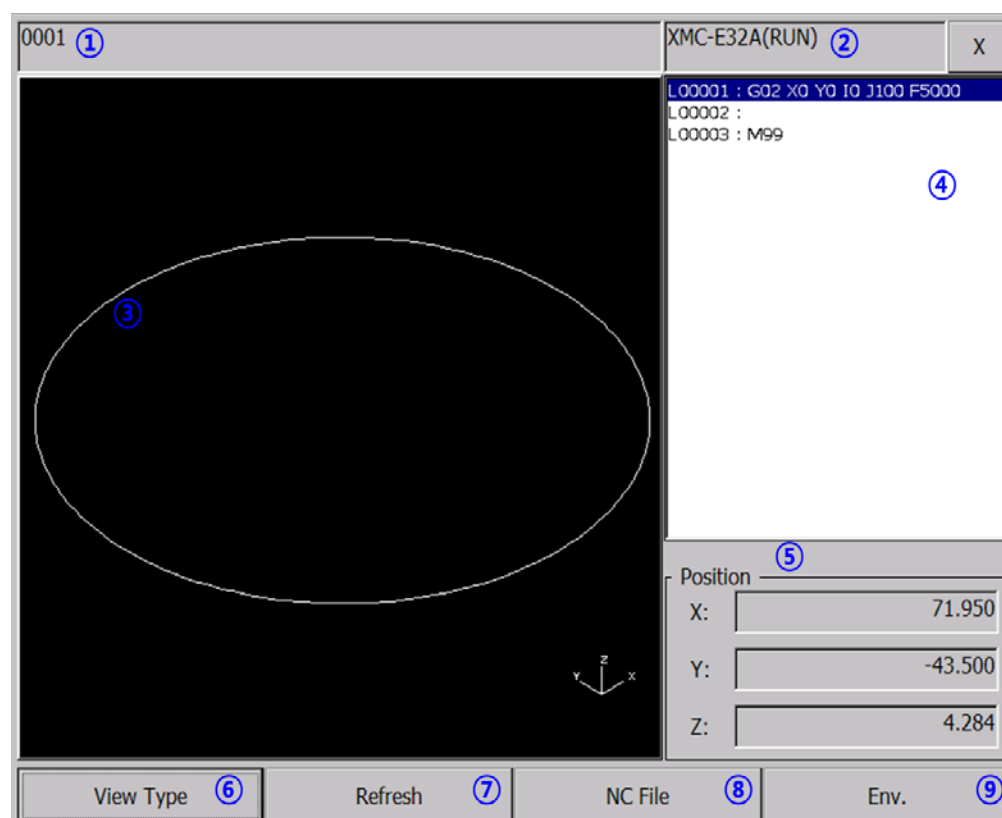 0001 ①
XMC-E32A(RUN) ②
X
L00001 : G02 X0 Y0 I0 J100 F5000
L00002 :
L00003 : M99
④
③
⑤
Position
X: 71.950
Y: -43.500
Z: 4.284
Z
Y
X
View Type ⑥
Refresh ⑦
NC File ⑧
Env. ⑨